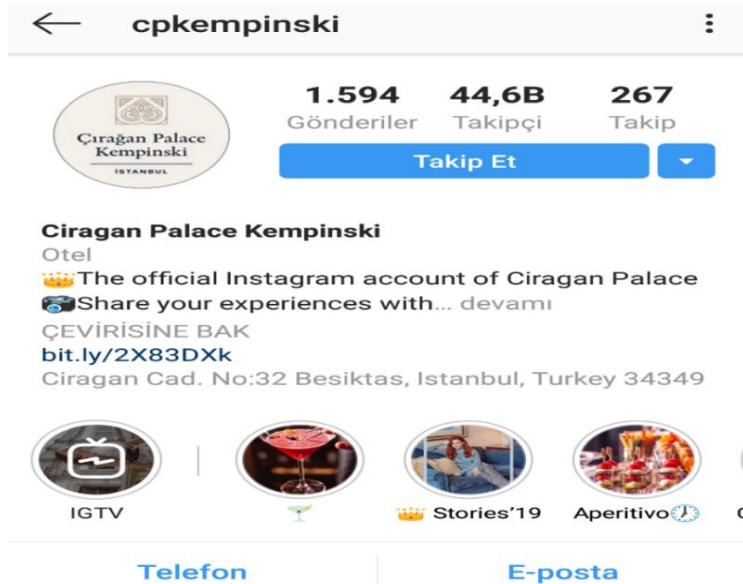 cpkempinski
1.594 44,6B 267
Gönderiler Takipçi Takip
Çırağan Palace
Kempinski
ISTANBUL
Takip Et
Ciragan Palace Kempinski
Otel
👑The official Instagram account of Ciragan Palace
📷Share your experiences with... devamı
ÇEVİRİSİNE BAK
bit.ly/2X83DXk
Ciragan Cad. No:32 Besiktas, Istanbul, Turkey 34349
IGTV 🍸 👑 Stories'19 Aperitivo🕖
Telefon E-posta